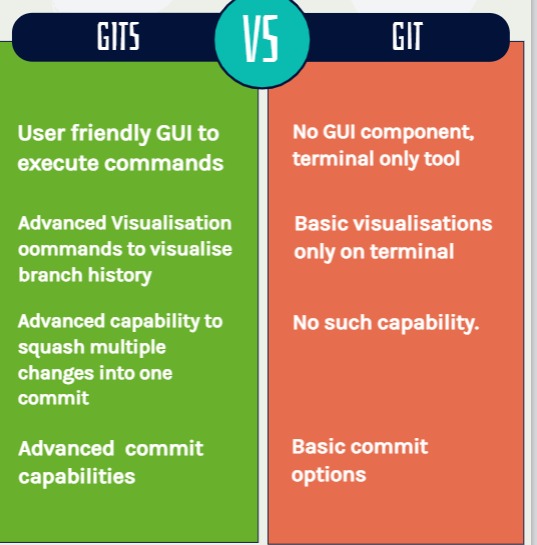 GITS
VS
GIT
User friendly GUI to
execute commands
No GUI component,
terminal only tool
Advanced Visualisation
oommands to visualise
branch history
Basic visualisations
only on terminal
Advanced capability to
squash multiple
changes into one
commit
No such capability.
Advanced commit
capabilities
Basic commit
options